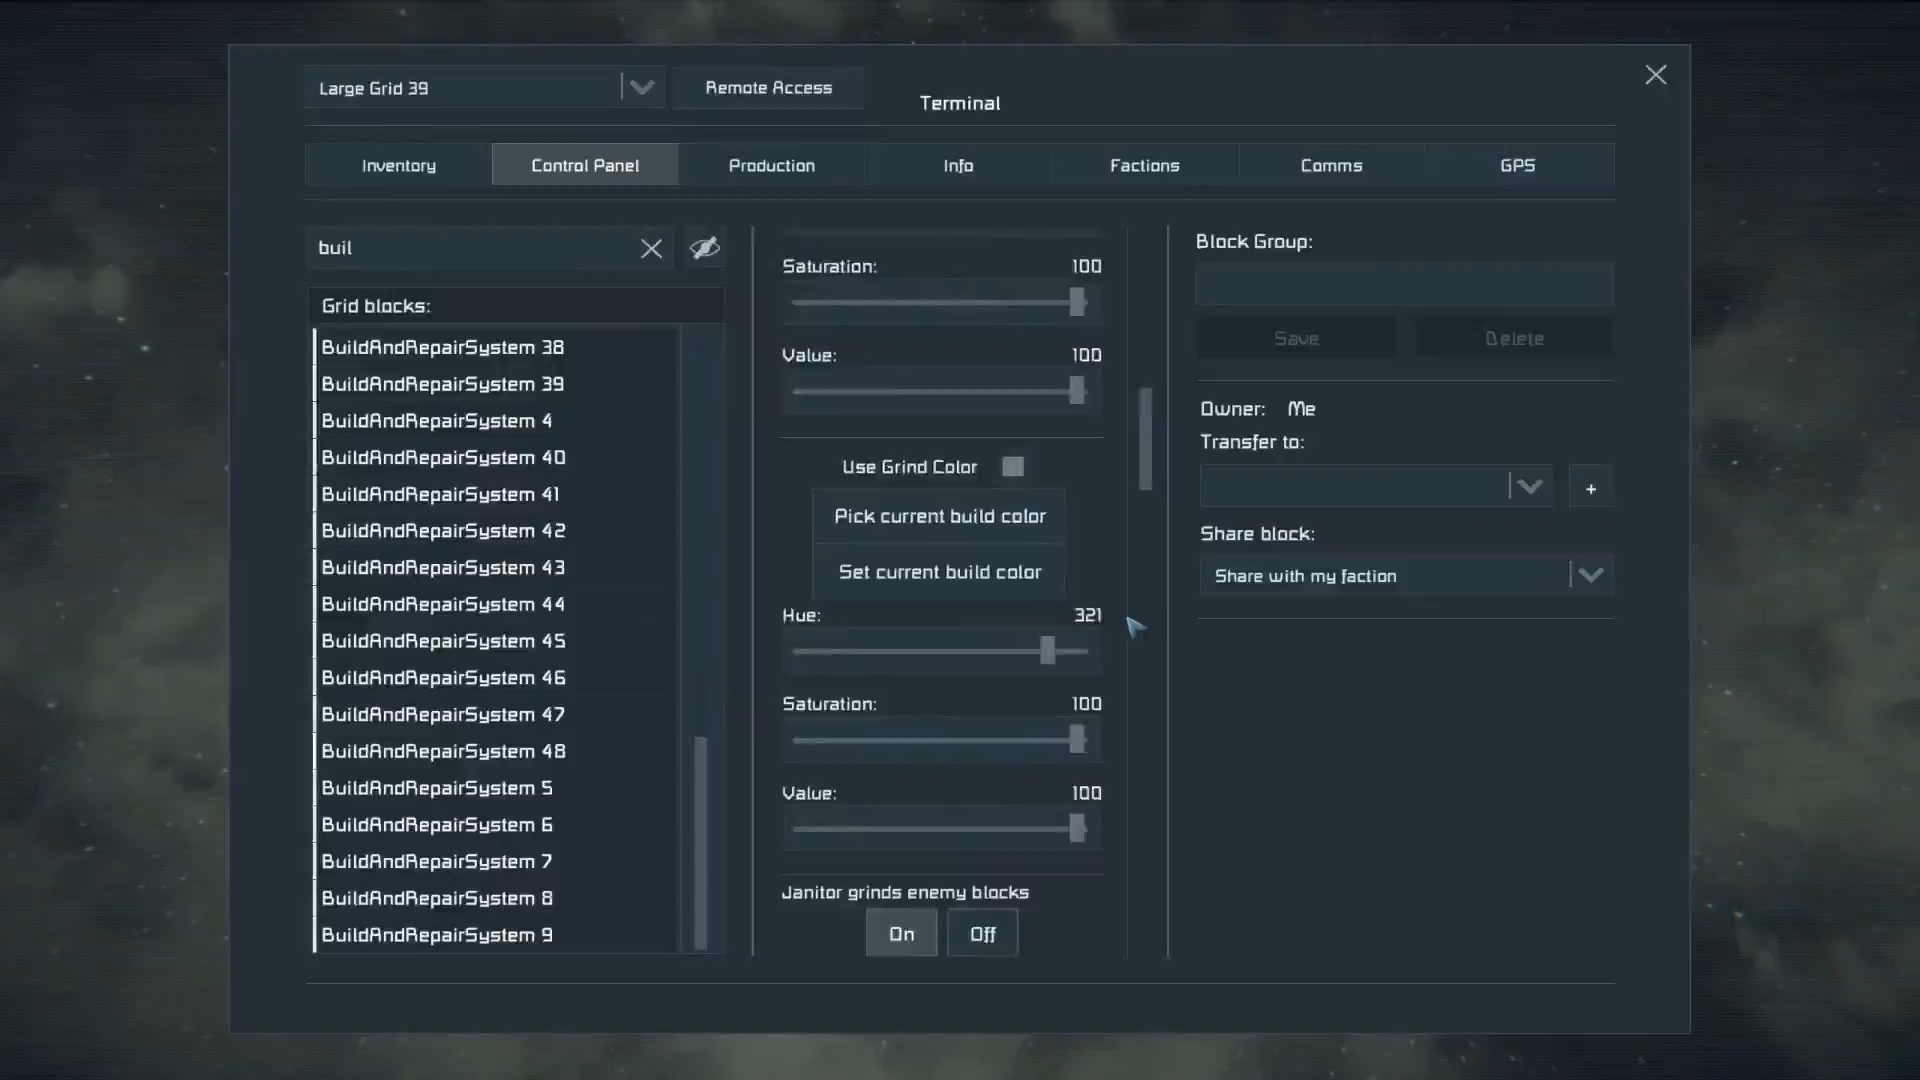 Large Grid 39
Remote Access
Terminal
Inventory
Control Panel
Production
Info
Factions
Comms
GPS
buil
Grid blocks:
BuildAndRepairSystem 38
BuildAndRepairSystem 39
BuildAndRepairSystem 4
BuildAndRepairSystem 40
BuildAndRepairSystem 41
BuildAndRepairSystem 42
BuildAndRepairSystem 43
BuildAndRepairSystem 44
BuildAndRepairSystem 45
BuildAndRepairSystem 46
BuildAndRepairSystem 47
BuildAndRepairSystem 48
BuildAndRepairSystem 5
BuildAndRepairSystem 6
BuildAndRepairSystem 7
BuildAndRepairSystem 8
BuildAndRepairSystem 9
Saturation: 100
Value: 100
Use Grind Color
Pick current build color
Set current build color
Hue: 321
Saturation: 100
Value: 100
Janitor grinds enemy blocks
On Off
Block Group:
Save Delete
Owner: Me
Transfer to:
+
Share block:
Share with my faction